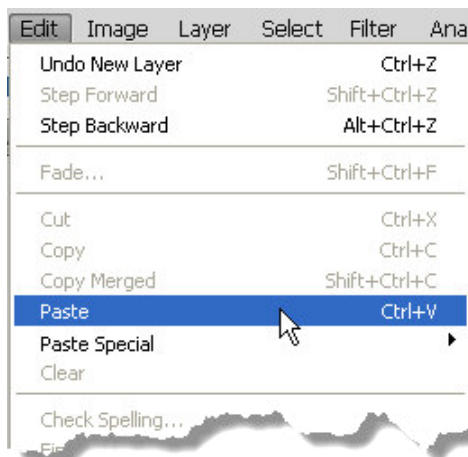 Edit Image Layer Select Filter Ana
Undo New Layer Ctrl+Z
Step Forward Shift+Ctrl+Z
Step Backward Alt+Ctrl+Z
Fade... Shift+Ctrl+F
Cut Ctrl+X
Copy Ctrl+C
Copy Merged Shift+Ctrl+C
Paste Ctrl+V
Paste Special
Clear
Check Spelling...